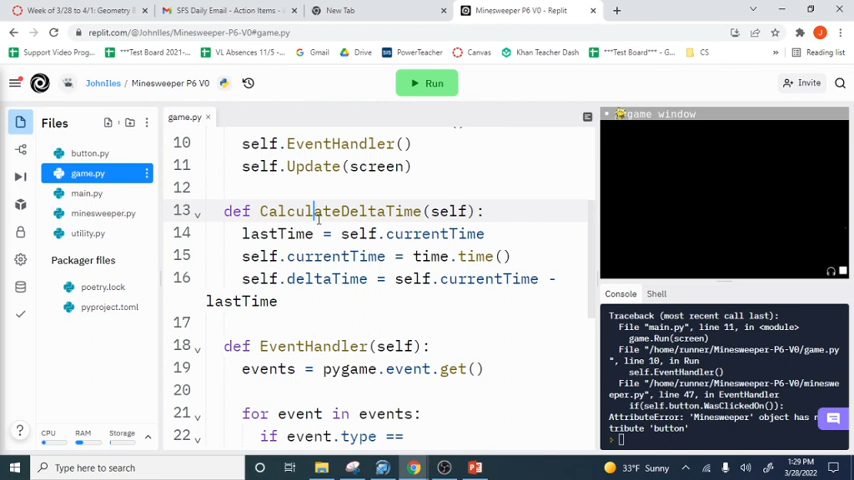 Week of 3/28 to 4/1: Geometry B
SFS Daily Email - Action Items
New Tab
Minesweeper P6 V0 - Replit
replit.com/@JohnIles/Minesweeper-P6-V0#game.py
Support Video Program
***Test Board 2021-
VL Absences 11/5 -
Gmail
Drive
PowerTeacher
Canvas
Khan Teacher Dash
***TEST BOARD
CS
Reading list
JohnIles / Minesweeper P6 V0
Run
Invite
Files
button.py
game.py
main.py
minesweeper.py
utility.py
Packager files
poetry.lock
pyproject.toml
CPU RAM Storage
game.py
10 self.EventHandler()
11 self.Update(screen)
12
13 def CalculateDeltaTime(self):
14 lastTime = self.currentTime
15 self.currentTime = time.time()
16 self.deltaTime = self.currentTime -
lastTime
17
18 def EventHandler(self):
19 events = pygame.event.get()
20
21 for event in events:
22 if event.type ==
game window
Console Shell
Traceback (most recent call last):
File "main.py", line 11, in <module>
game.Run(screen)
File "/home/runner/Minesweeper-P6-V0/game.py
", line 10, in Run
self.EventHandler()
File "/home/runner/Minesweeper-P6-V0/mineswe
eper.py", line 47, in EventHandler
if(self.button.WasClickedOn()):
AttributeError: 'Minesweeper' object has
tribute 'button'
Type here to search
33°F Sunny
1:29 PM
3/28/2022